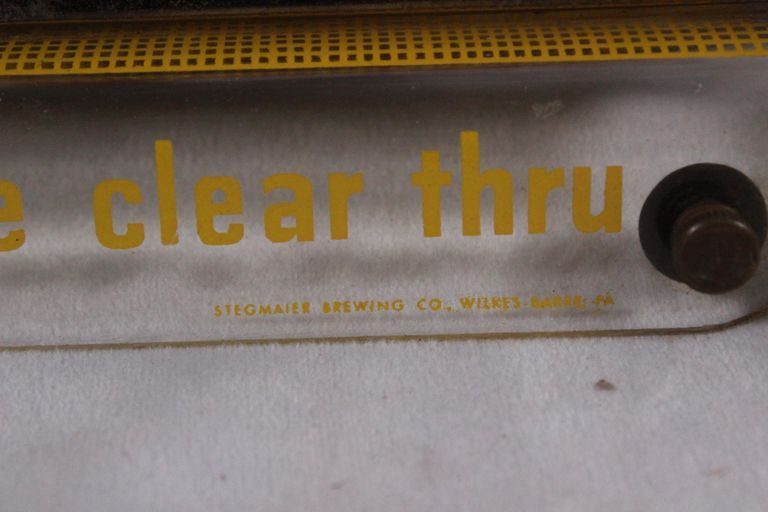 e clear thru
STEGMAIER BREWING CO., WILKES-BARRE, PA